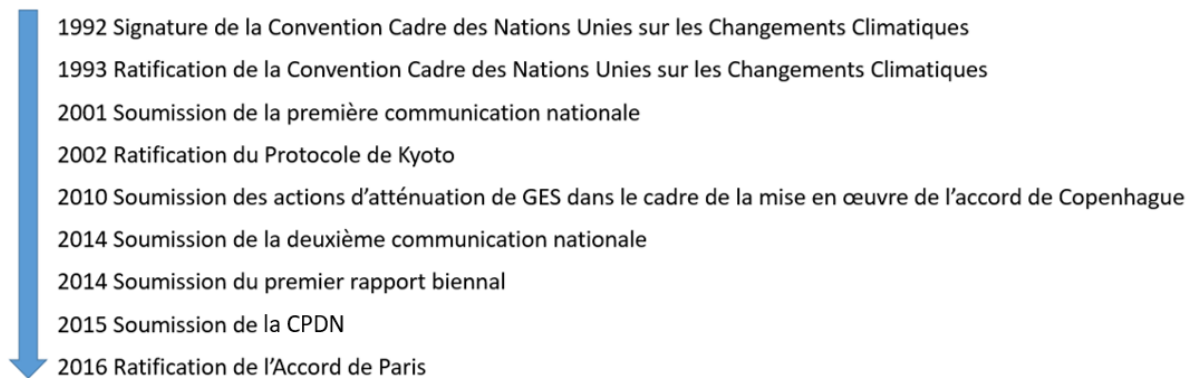 1992 Signature de la Convention Cadre des Nations Unies sur les Changements Climatiques
1993 Ratification de la Convention Cadre des Nations Unies sur les Changements Climatiques
2001 Soumission de la première communication nationale
2002 Ratification du Protocole de Kyoto
2010 Soumission des actions d’atténuation de GES dans le cadre de la mise en œuvre de l’accord de Copenhague
2014 Soumission de la deuxième communication nationale
2014 Soumission du premier rapport biennal
2015 Soumission de la CPDN
2016 Ratification de l’Accord de Paris